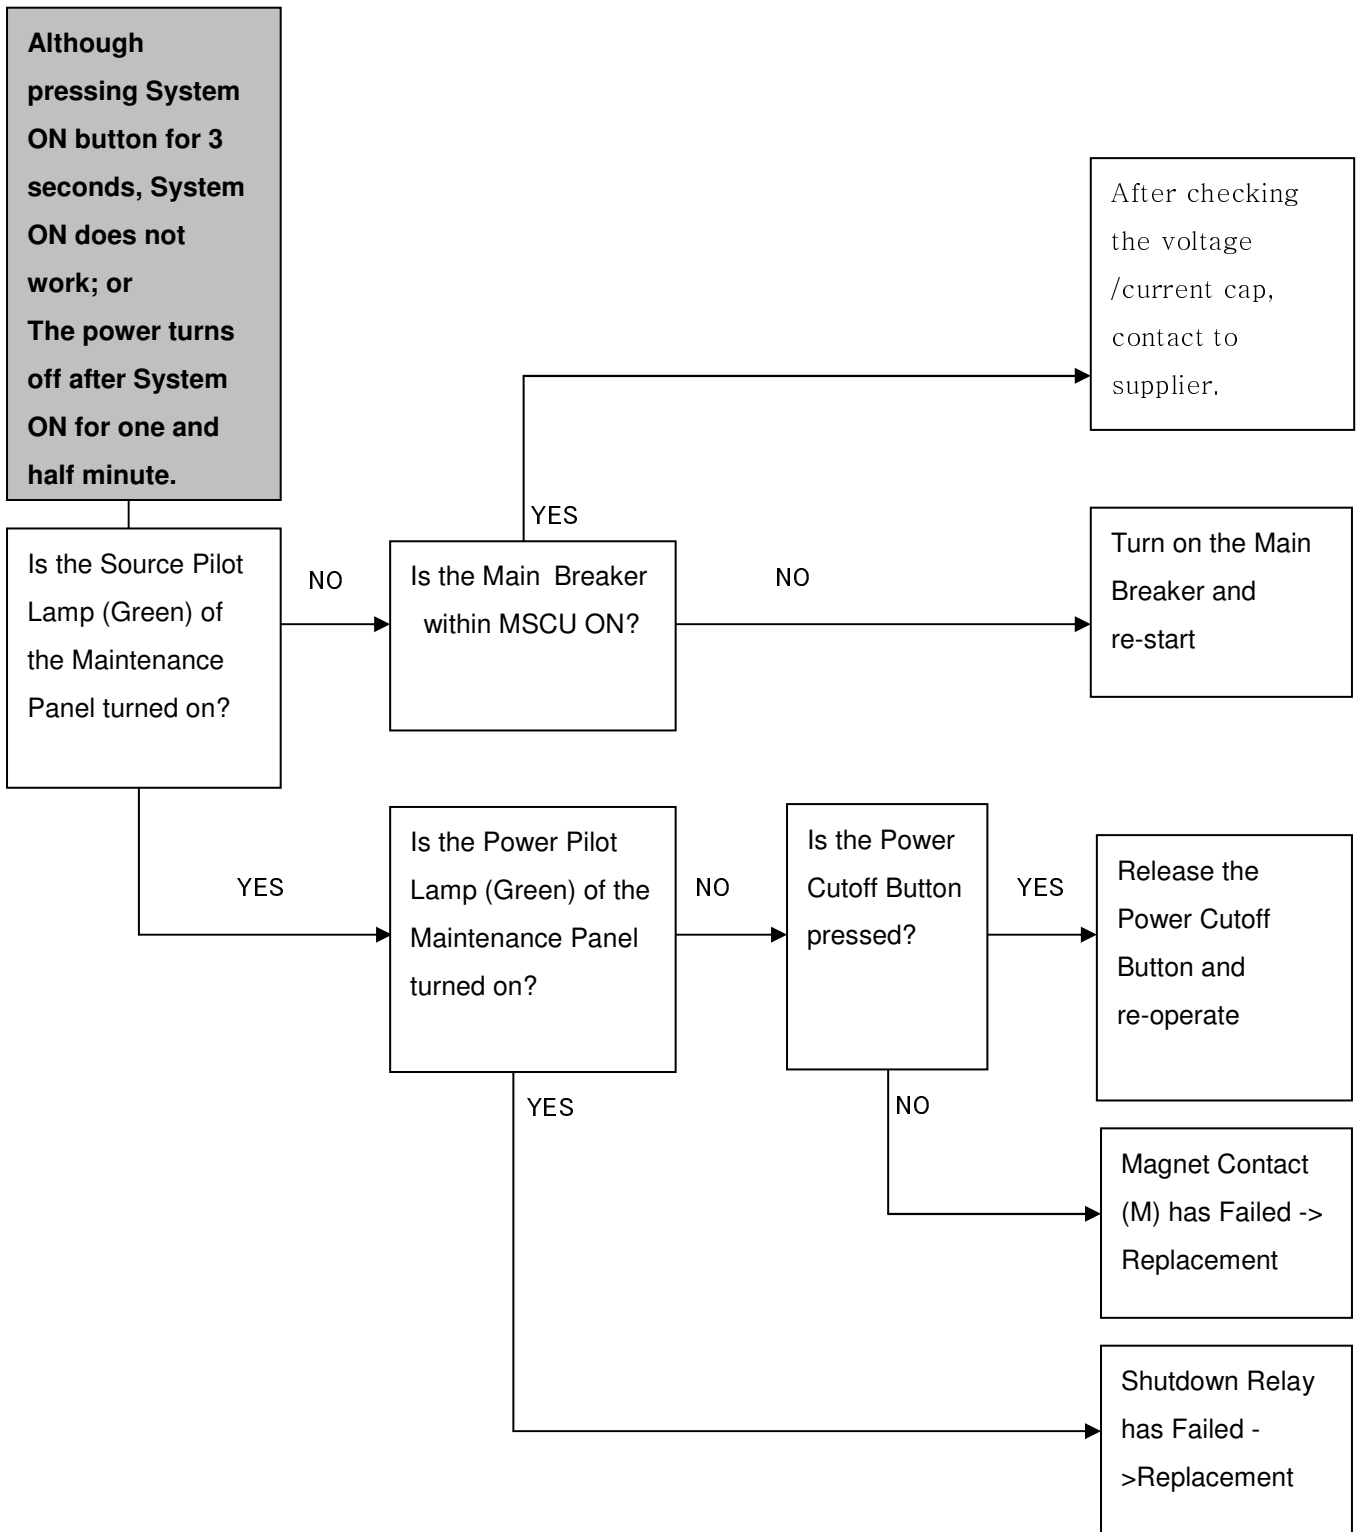 Although
pressing System
ON button for 3
seconds, System
ON does not
work; or
The power turns
off after System
ON for one and
half minute.
After checking
the voltage
/current cap,
contact to
supplier.
YES
Is the Source Pilot
Lamp (Green) of
the Maintenance
Panel turned on?
NO
Is the Main Breaker
within MSCU ON?
NO
Turn on the Main
Breaker and
re-start
YES
Is the Power Pilot
Lamp (Green) of the
Maintenance Panel
turned on?
NO
Is the Power
Cutoff Button
pressed?
YES
Release the
Power Cutoff
Button and
re-operate
YES
NO
Magnet Contact
(M) has Failed ->
Replacement
Shutdown Relay
has Failed -
>Replacement